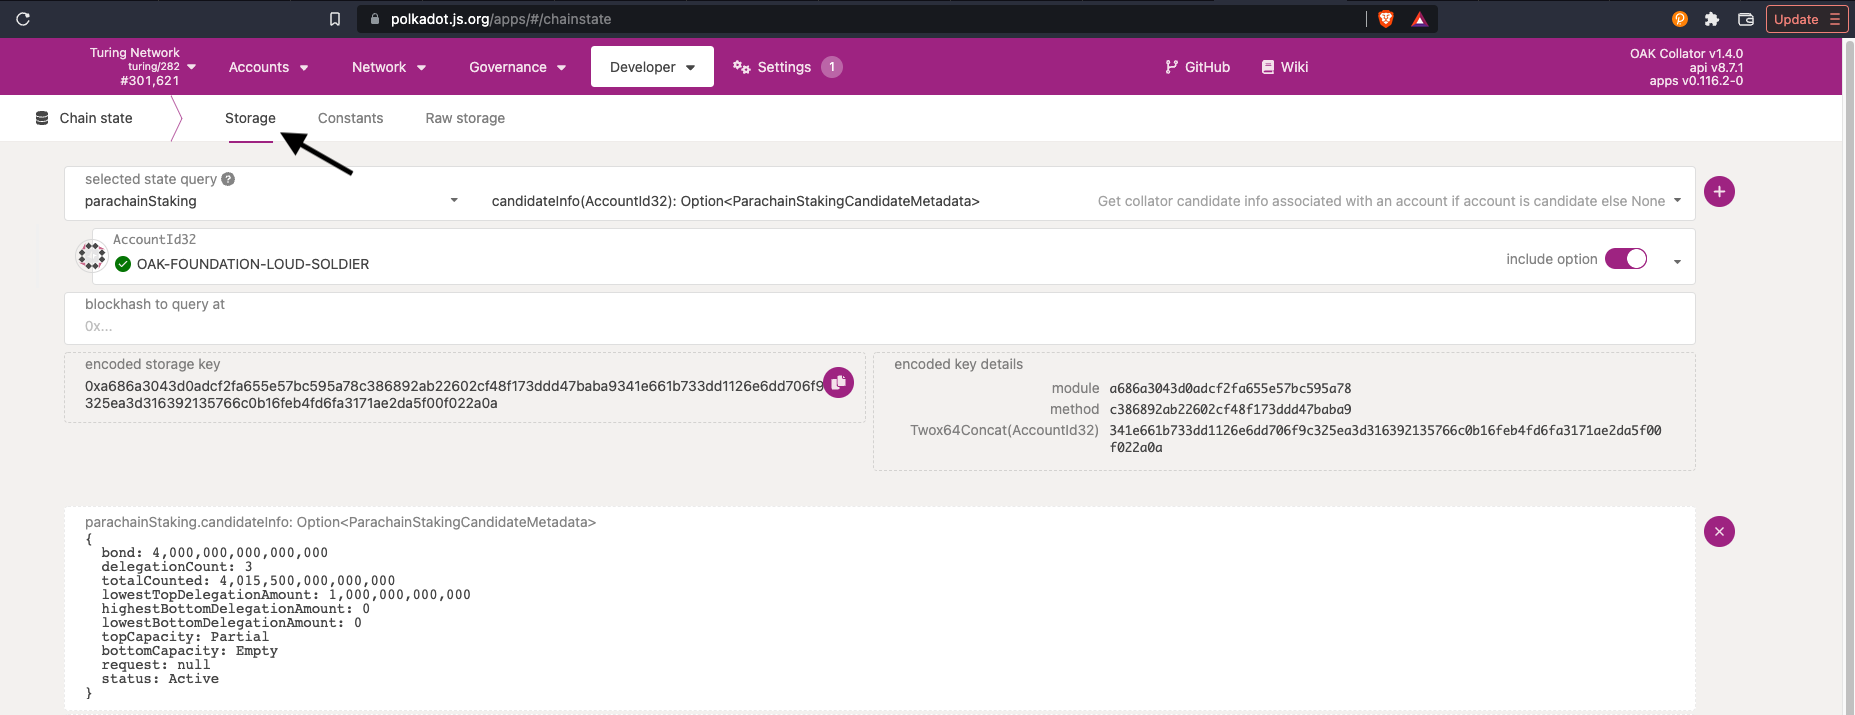 polkadot.js.org/apps/#/chainstate
Update
Turing Network
turing/282
#301,621
Accounts
Network
Governance
Developer
Settings
1
GitHub
Wiki
OAK Collator v1.4.0
api v8.7.1
apps v0.116.2-0
Chain state
Storage
Constants
Raw storage
selected state query
parachainStaking
candidateInfo(AccountId32): Option<ParachainStakingCandidateMetadata>
Get collator candidate info associated with an account if account is candidate else None
AccountId32
OAK-FOUNDATION-LOUD-SOLDIER
include option
blockhash to query at
0x...
encoded storage key
0xa686a3043d0adcf2fa655e57bc595a78c386892ab22602cf48f173ddd47baba9341e661b733dd1126e6dd706f9
325ea3d316392135766c0b16feb4fd6fa3171ae2da5f00f022a0a
encoded key details
module a686a3043d0adcf2fa655e57bc595a78
method c386892ab22602cf48f173ddd47baba9
Twox64Concat(AccountId32) 341e661b733dd1126e6dd706f9c325ea3d316392135766c0b16feb4fd6fa3171ae2da5f00
f022a0a
parachainStaking.candidateInfo: Option<ParachainStakingCandidateMetadata>
{
bond: 4,000,000,000,000,000
delegationCount: 3
totalCounted: 4,015,500,000,000,000
lowestTopDelegationAmount: 1,000,000,000,000
highestBottomDelegationAmount: 0
lowestBottomDelegationAmount: 0
topCapacity: Partial
bottomCapacity: Empty
request: null
status: Active
}